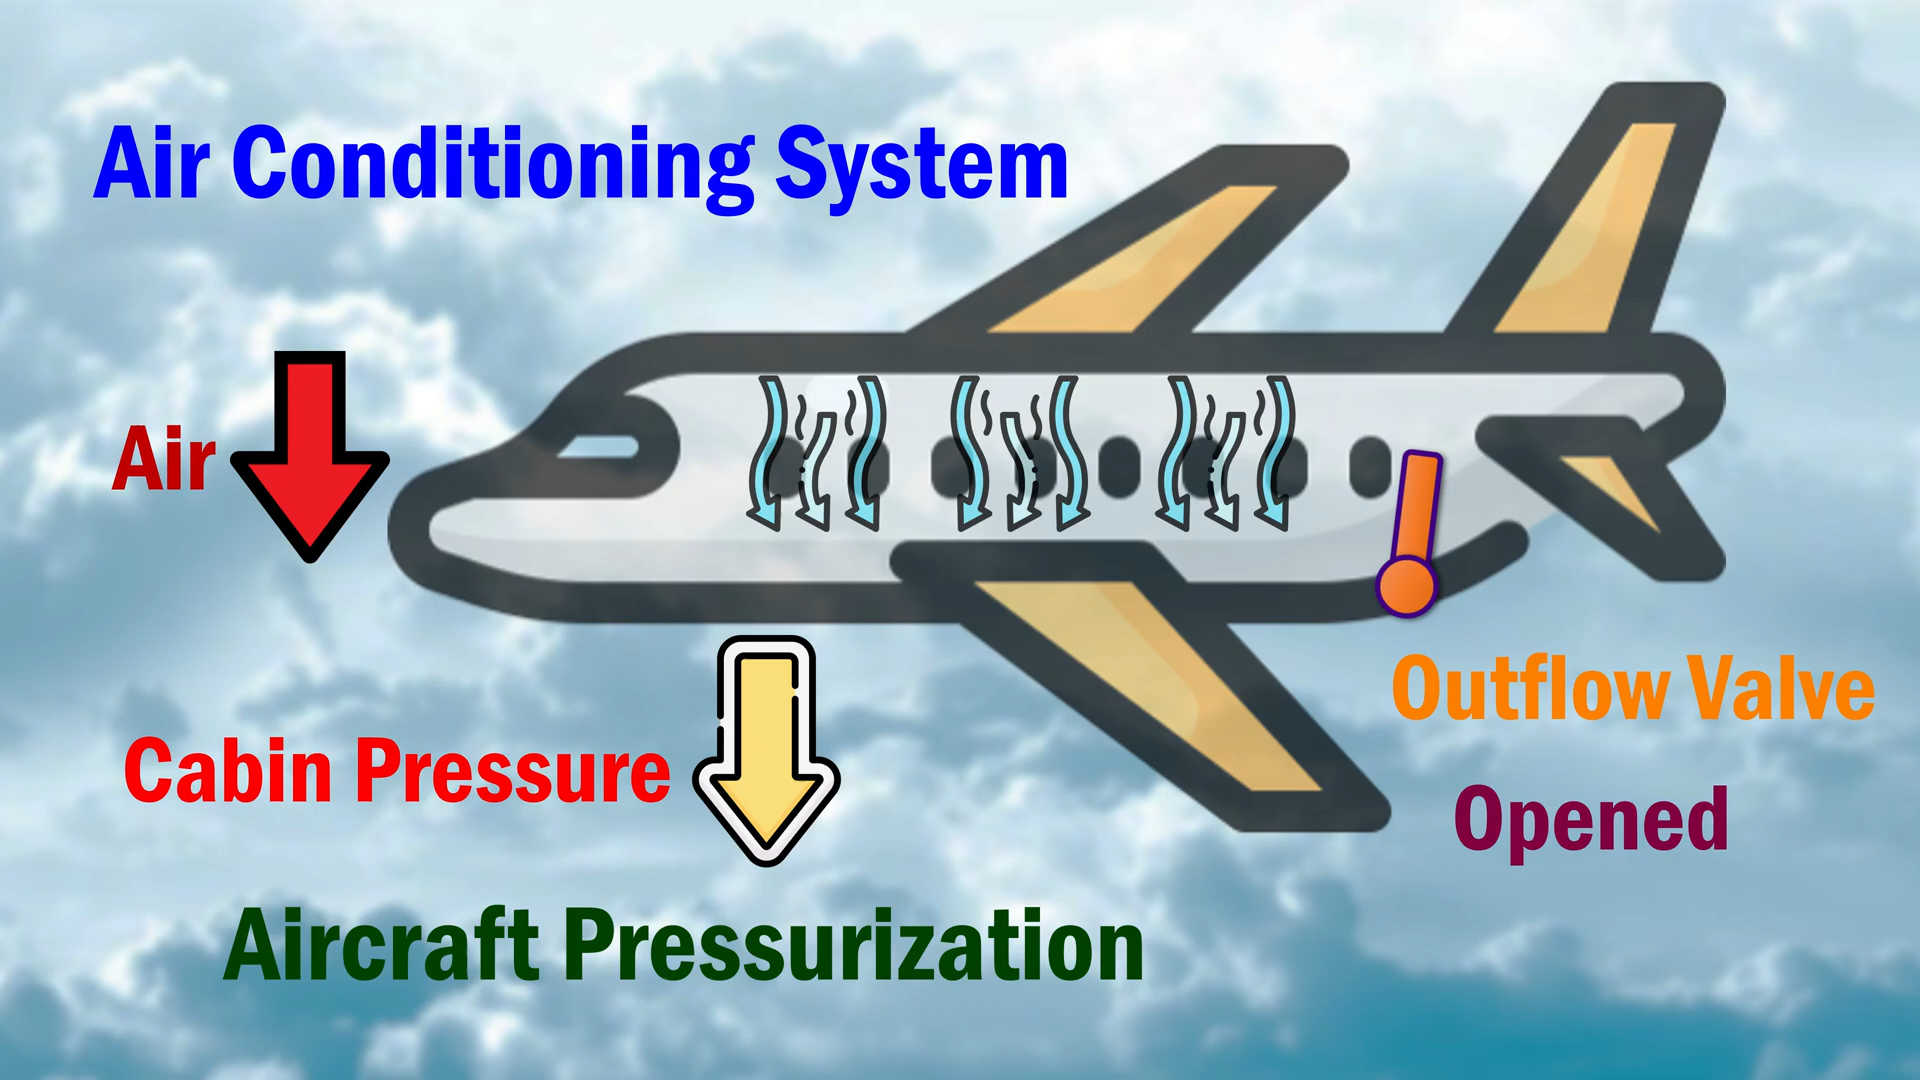 Air Conditioning System
Air
Cabin Pressure
Outflow Valve
Opened
Aircraft Pressurization